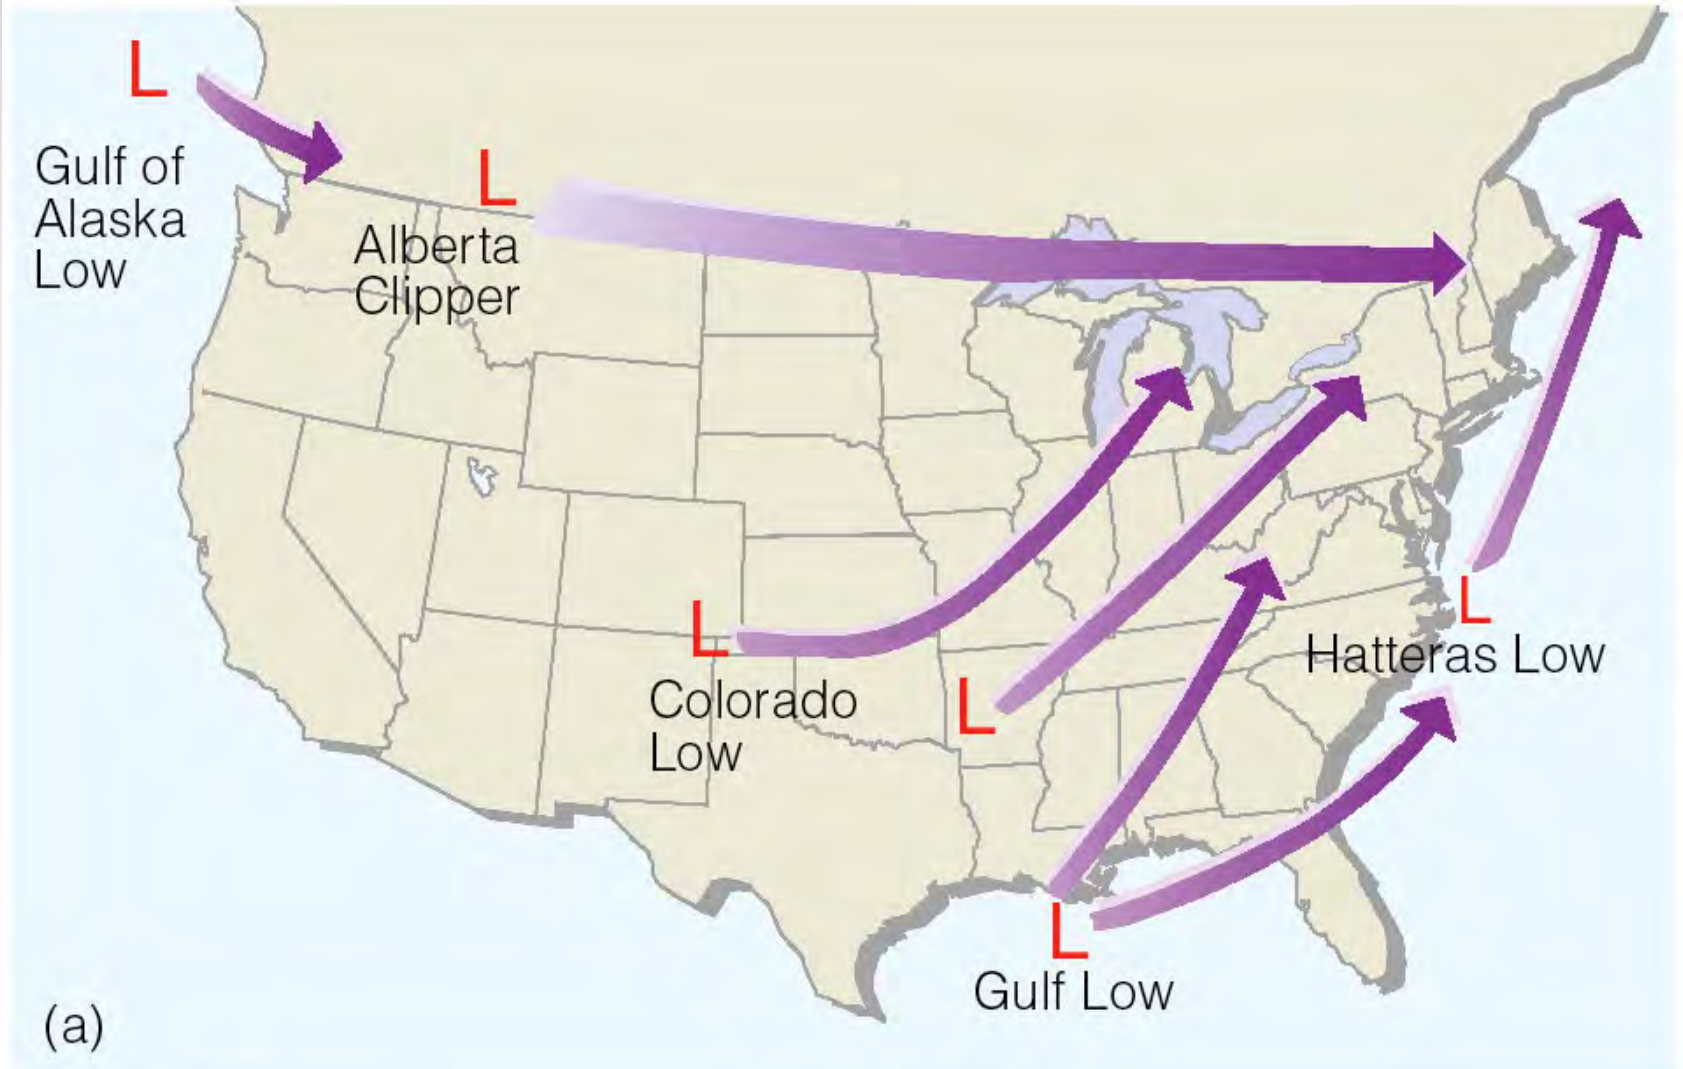 L
Gulf of
Alaska
Low
L
Alberta
Clipper
L
Colorado
Low
L
L
Hatteras Low
L
Gulf Low
(a)